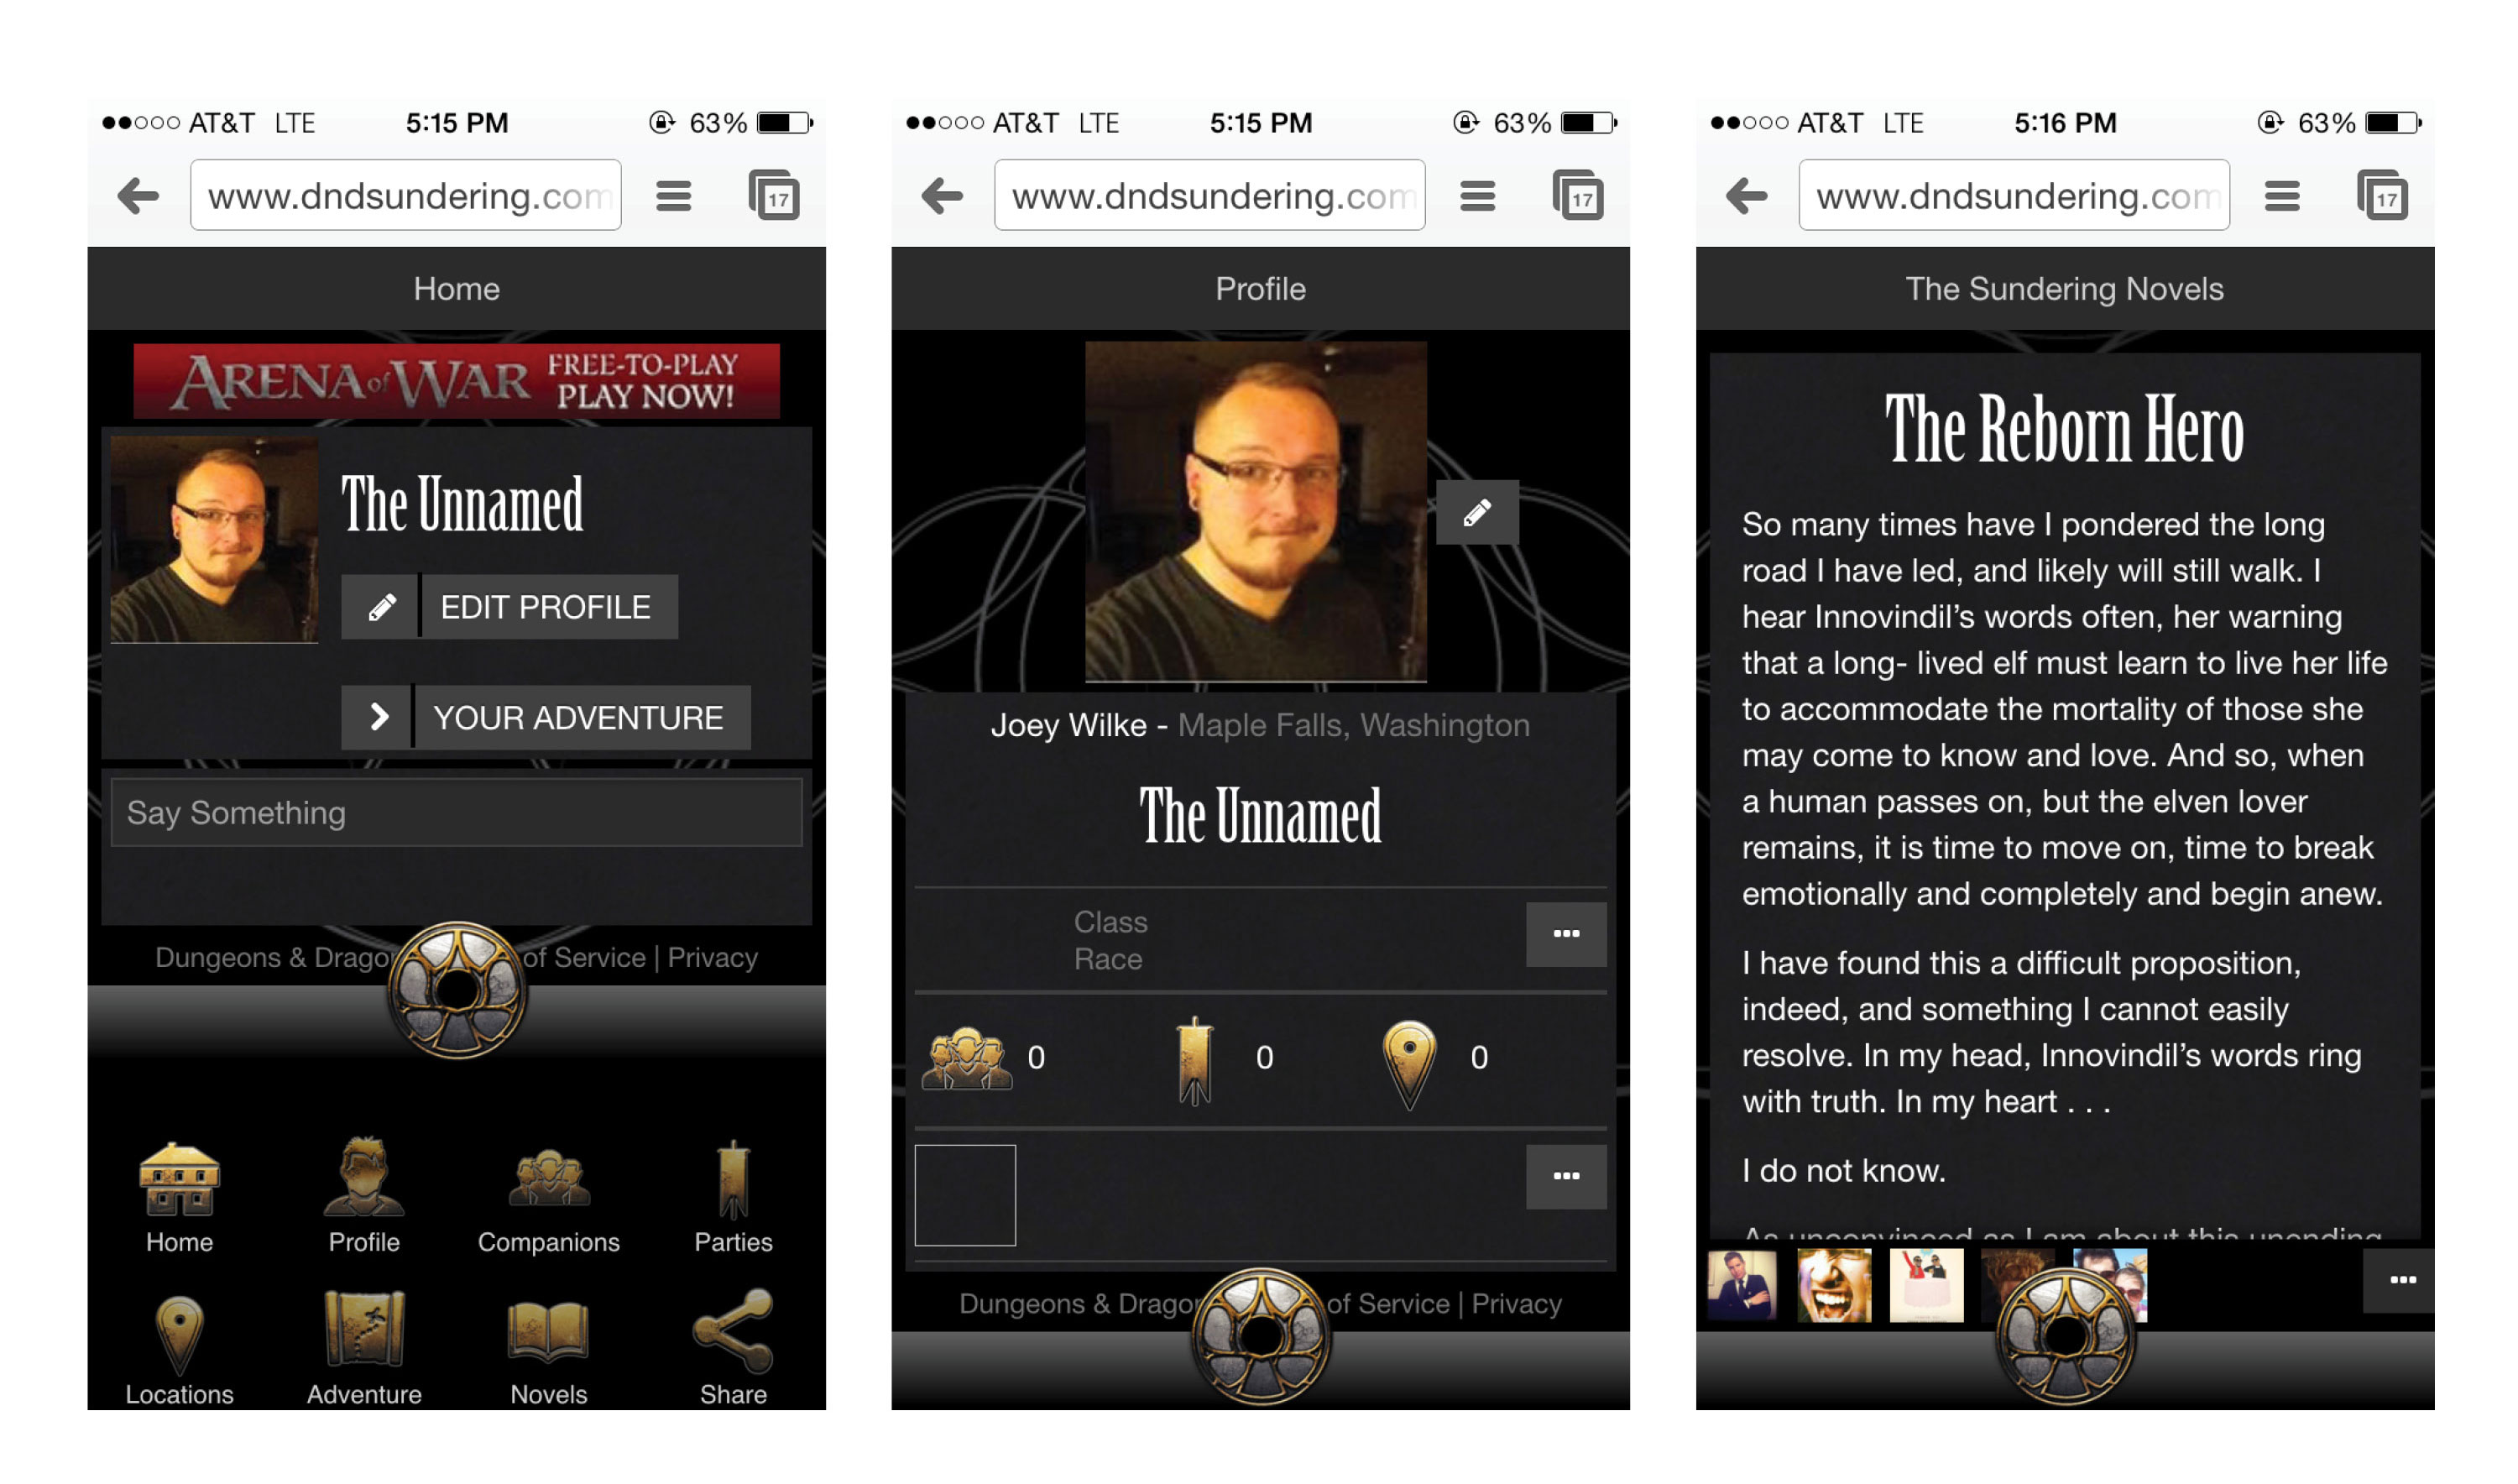 AT&T LTE 5:15 PM 63%
www.dndsundering.com
17
Home
ARENA of WAR FREE-TO-PLAY PLAY NOW!
The Unnamed
EDIT PROFILE
YOUR ADVENTURE
Say Something
Dungeons & Dragon of Service | Privacy
Home Profile Companions Parties
Locations Adventure Novels Share
AT&T LTE 5:15 PM 63%
www.dndsundering.com
17
Profile
Joey Wilke - Maple Falls, Washington
The Unnamed
Class
Race
0 0 0
Dungeons & Dragon of Service | Privacy
AT&T LTE 5:16 PM 63%
www.dndsundering.com
17
The Sundering Novels
The Reborn Hero
So many times have I pondered the long
road I have led, and likely will still walk. I
hear Innovindil’s words often, her warning
that a long- lived elf must learn to live her life
to accommodate the mortality of those she
may come to know and love. And so, when
a human passes on, but the elven lover
remains, it is time to move on, time to break
emotionally and completely and begin anew.
I have found this a difficult proposition,
indeed, and something I cannot easily
resolve. In my head, Innovindil’s words ring
with truth. In my heart . . .
I do not know.
As unconvinced as I am about this unending